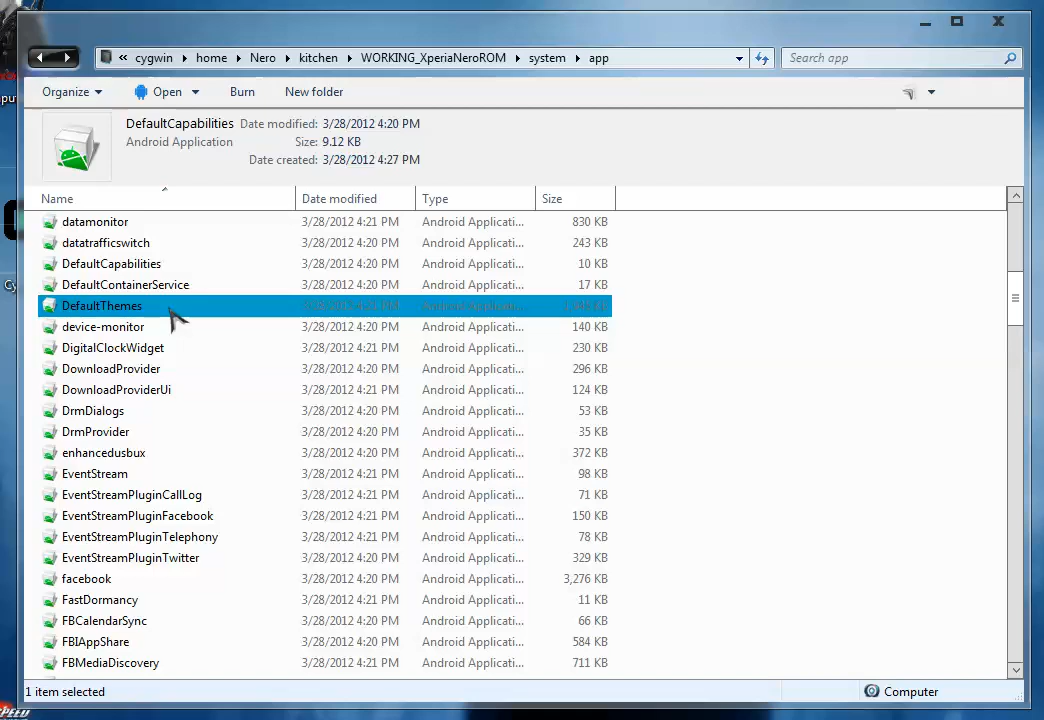 « cygwin ▸ home ▸ Nero ▸ kitchen ▸ WORKING_XperiaNeroROM ▸ system ▸ app Search app
Organize Open Burn New folder
DefaultCapabilities Date modified: 3/28/2012 4:20 PM
Android Application Size: 9.12 KB
Date created: 3/28/2012 4:27 PM
Name Date modified Type Size
datamonitor 3/28/2012 4:21 PM Android Applicati... 830 KB
datatrafficswitch 3/28/2012 4:20 PM Android Applicati... 243 KB
DefaultCapabilities 3/28/2012 4:20 PM Android Applicati... 10 KB
DefaultContainerService 3/28/2012 4:20 PM Android Applicati... 17 KB
DefaultThemes Android Applicati...
device-monitor 3/28/2012 4:20 PM Android Applicati... 140 KB
DigitalClockWidget 3/28/2012 4:21 PM Android Applicati... 230 KB
DownloadProvider 3/28/2012 4:20 PM Android Applicati... 296 KB
DownloadProviderUi 3/28/2012 4:21 PM Android Applicati... 124 KB
DrmDialogs 3/28/2012 4:20 PM Android Applicati... 53 KB
DrmProvider 3/28/2012 4:20 PM Android Applicati... 35 KB
enhancedusbux 3/28/2012 4:20 PM Android Applicati... 372 KB
EventStream 3/28/2012 4:21 PM Android Applicati... 98 KB
EventStreamPluginCallLog 3/28/2012 4:21 PM Android Applicati... 71 KB
EventStreamPluginFacebook 3/28/2012 4:21 PM Android Applicati... 150 KB
EventStreamPluginTelephony 3/28/2012 4:21 PM Android Applicati... 78 KB
EventStreamPluginTwitter 3/28/2012 4:20 PM Android Applicati... 329 KB
facebook 3/28/2012 4:20 PM Android Applicati... 3,276 KB
FastDormancy 3/28/2012 4:21 PM Android Applicati... 11 KB
FBCalendarSync 3/28/2012 4:20 PM Android Applicati... 66 KB
FBIAppShare 3/28/2012 4:20 PM Android Applicati... 584 KB
FBMediaDiscovery 3/28/2012 4:21 PM Android Applicati... 711 KB
1 item selected Computer